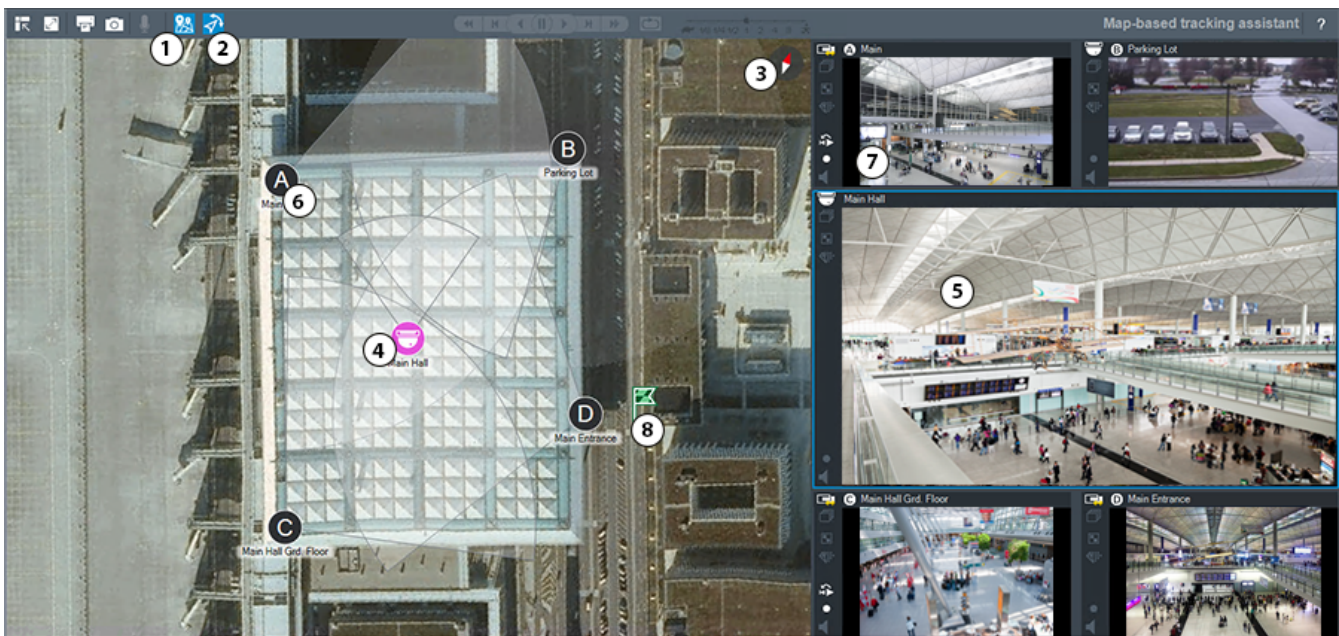 Map-based tracking assistant ?
1
2
3
A Main
B Parking Lot
B
Parking Lot
A
Main
6
7
Main Hall
5
4
Main Hall
D
Main Entrance
8
C
Main Hall Grd. Floor
C Main Hall Grd. Floor
D Main Entrance